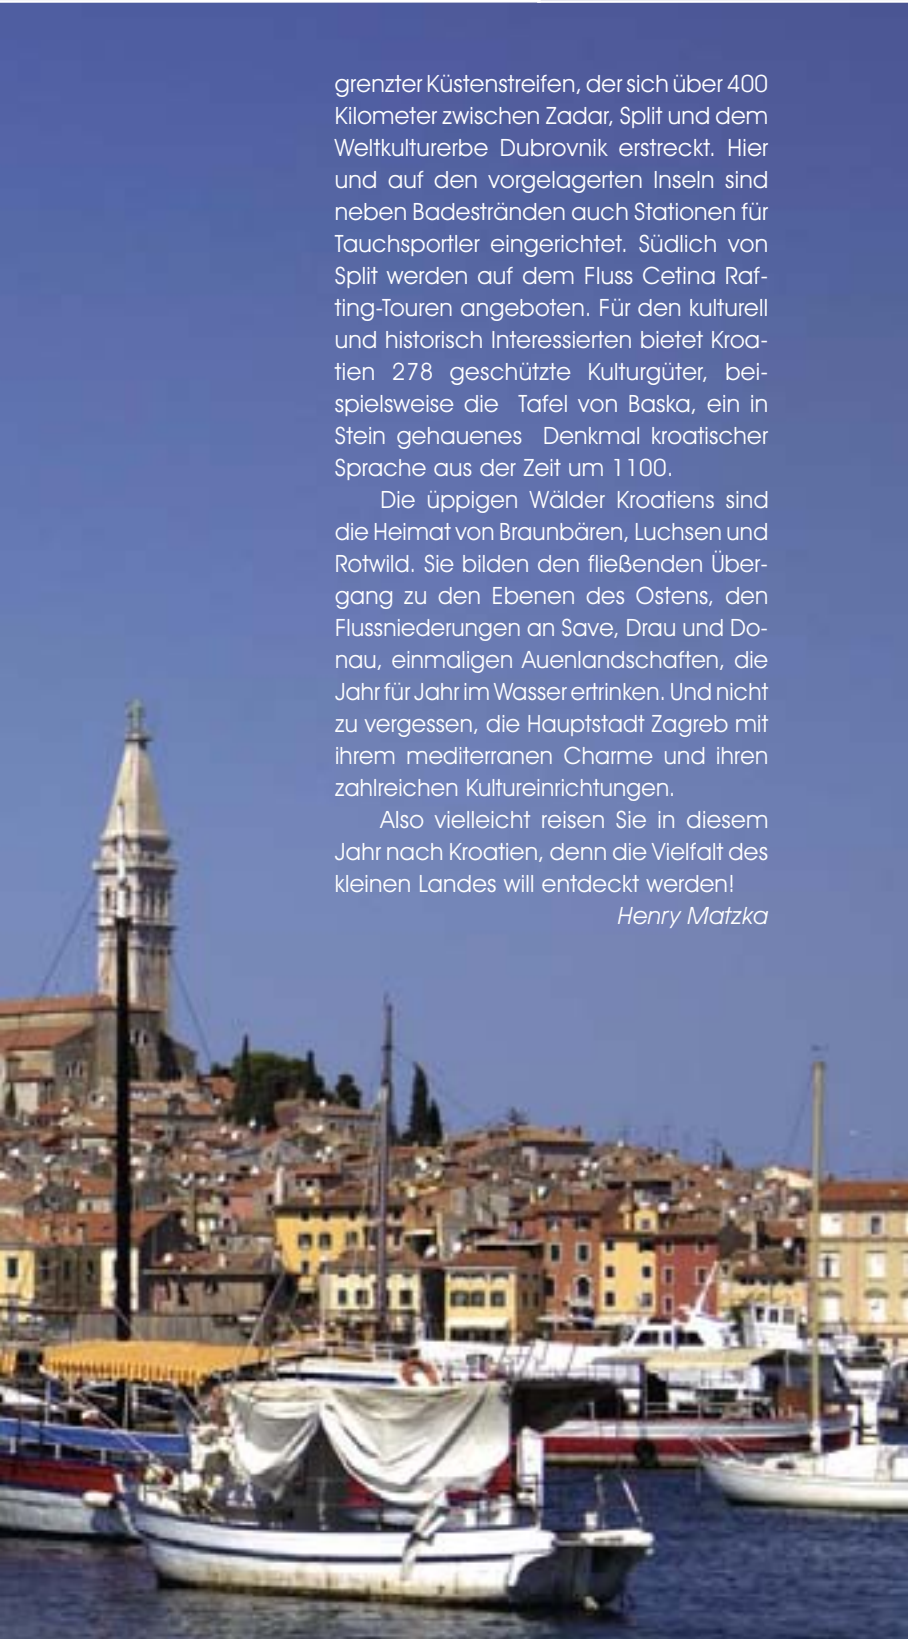 grenzter Küstenstreifen, der sich über 400
Kilometer zwischen Zadar, Split und dem
Weltkulturerbe Dubrovnik erstreckt. Hier
und auf den vorgelagerten Inseln sind
neben Badestränden auch Stationen für
Tauchsportler eingerichtet. Südlich von
Split werden auf dem Fluss Cetina Raf-
ting-Touren angeboten. Für den kulturell
und historisch Interessierten bietet Kroa-
tien 278 geschützte Kulturgüter, bei-
spielsweise die Tafel von Baska, ein in
Stein gehauenes Denkmal kroatischer
Sprache aus der Zeit um 1100.
Die üppigen Wälder Kroatiens sind
die Heimat von Braunbären, Luchsen und
Rotwild. Sie bilden den fließenden Über-
gang zu den Ebenen des Ostens, den
Flussniederungen an Save, Drau und Do-
nau, einmaligen Auenlandschaften, die
Jahr für Jahr im Wasser ertrinken. Und nicht
zu vergessen, die Hauptstadt Zagreb mit
ihrem mediterranen Charme und ihren
zahlreichen Kultureinrichtungen.
Also vielleicht reisen Sie in diesem
Jahr nach Kroatien, denn die Vielfalt des
kleinen Landes will entdeckt werden!
Henry Matzka